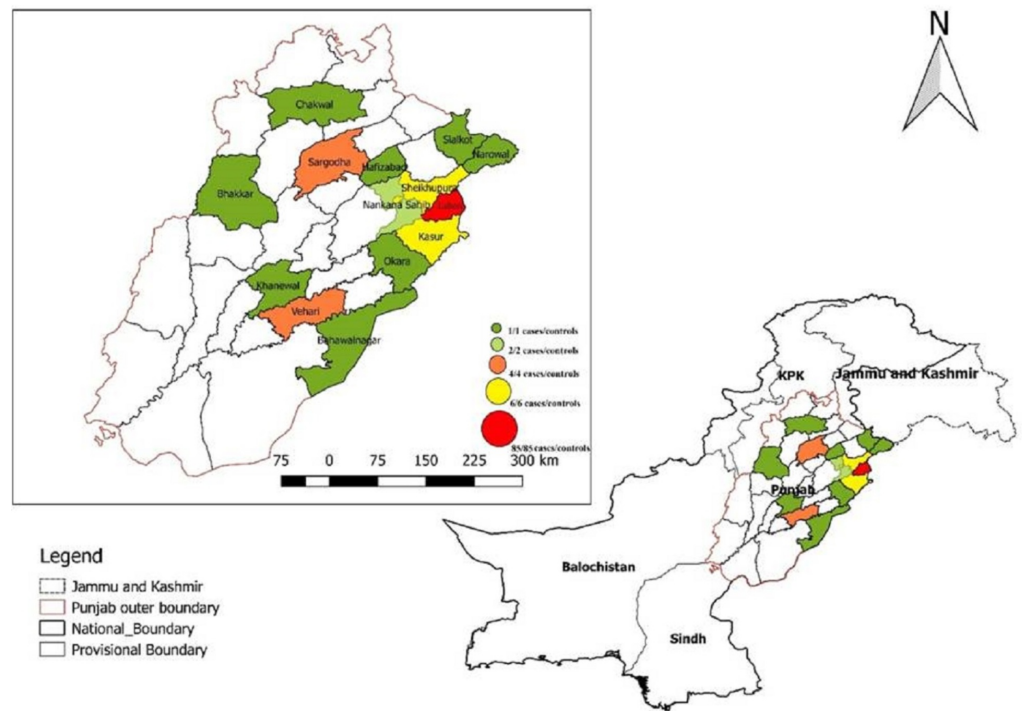 N
Chakwal
Sialkot
Narowal
Sargodha
Hafizabad
Sheikhupura
Bhakkar
Nankana Sahib
Kasur
Okara
Khanewal
Vehari
Bahawalnagar
1/1 cases/controls
2/2 cases/controls
4/4 cases/controls
6/6 cases/controls
85/85 cases/controls
75 0 75 150 225 300 km
KPK
Jammu and Kashmir
Punjab
Balochistan
Sindh
Legend
Jammu and Kashmir
Punjab outer boundary
National_Boundary
Provisional Boundary